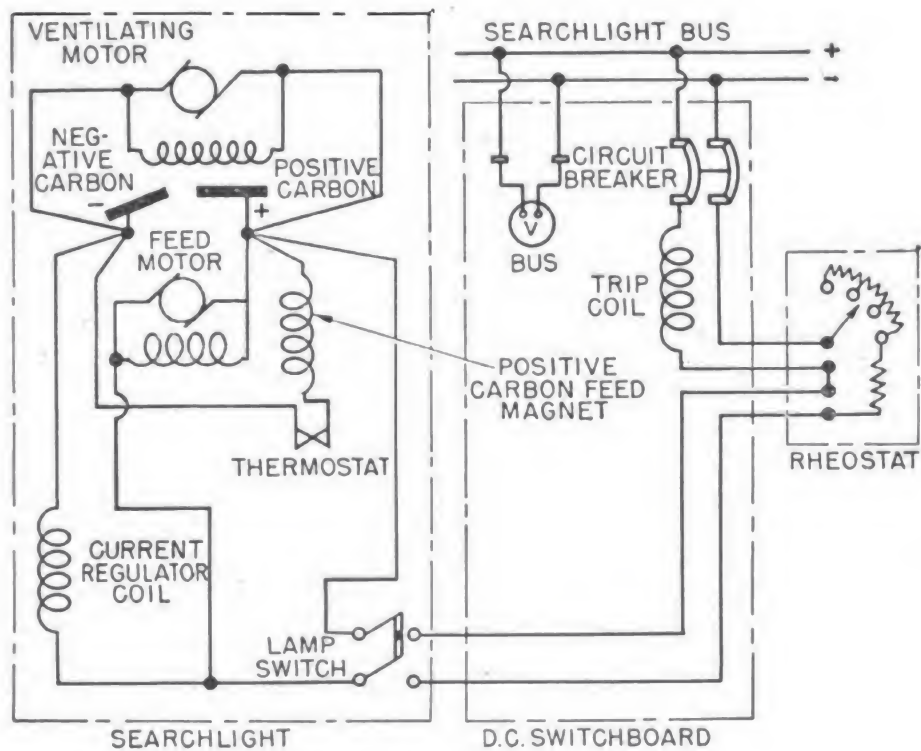 VENTILATING
MOTOR
NEG-
ATIVE
CARBON
POSITIVE
CARBON
-
+
FEED
MOTOR
POSITIVE
CARBON FEED
MAGNET
THERMOSTAT
CURRENT
REGULATOR
COIL
LAMP
SWITCH
SEARCHLIGHT
SEARCHLIGHT BUS
+
-
CIRCUIT
BREAKER
V
BUS
TRIP
COIL
RHEOSTAT
D.C. SWITCHBOARD